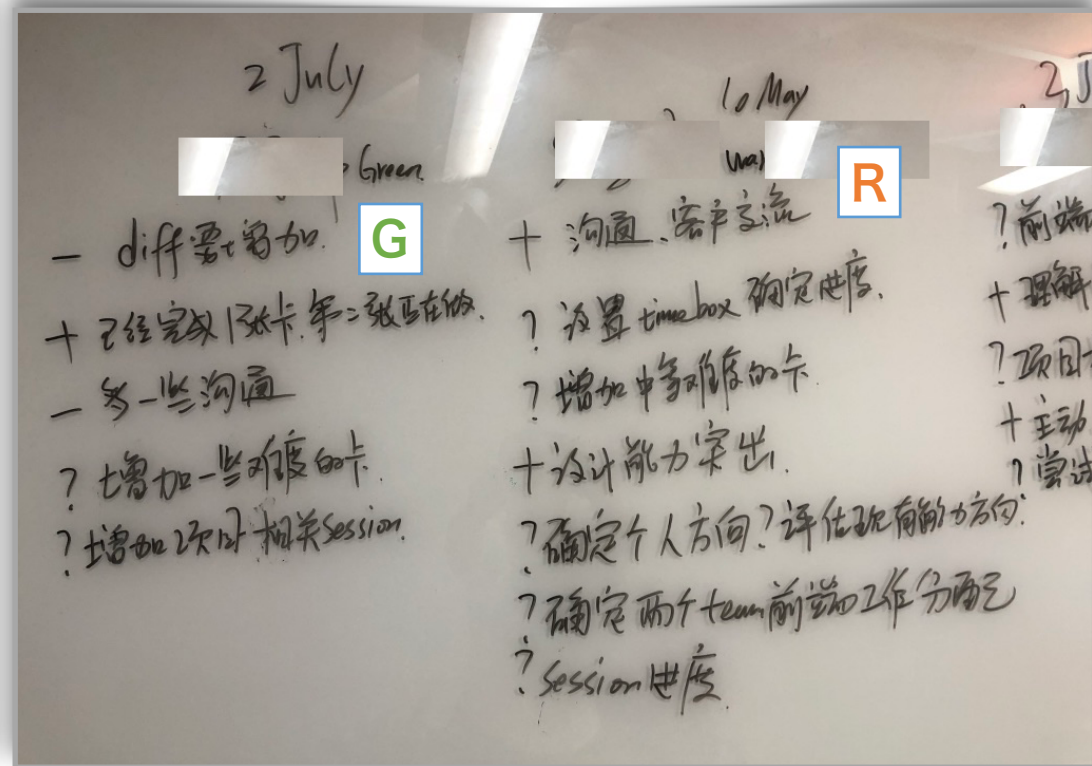 2 July
Green
G
- diff要增加.
+ 已经完成1张卡.第二张正在做.
- 多一些沟通
? 增加一些难度的卡.
? 增加项目相关Session.
10 May
R
+ 沟通、客户交流
? 设置timebox确定进度.
? 增加中等难度的卡.
+ 设计能力突出.
? 确定个人方向?评估现有能力方向.
? 确定两个team前端工作分配
? Session进度
? 前端
+ 理解
? 项目
+ 主动
? 尝试